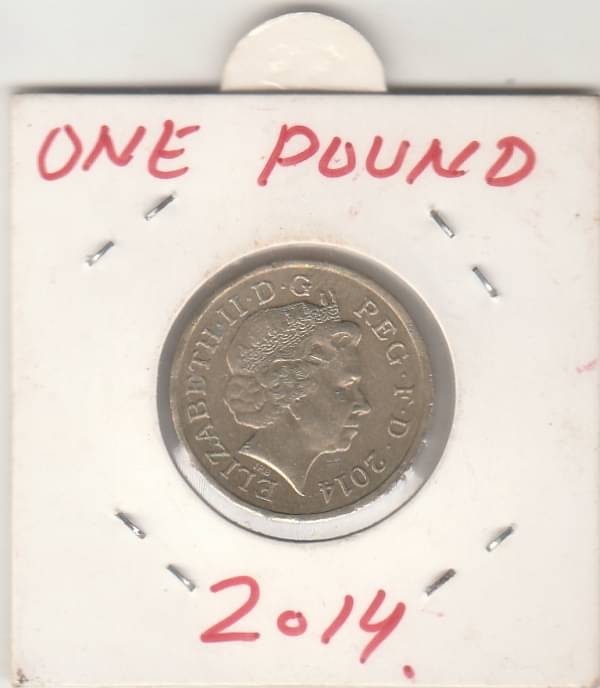 ONE POUND
ELIZABETH·II·D·G REG·F·D·2014
2014.